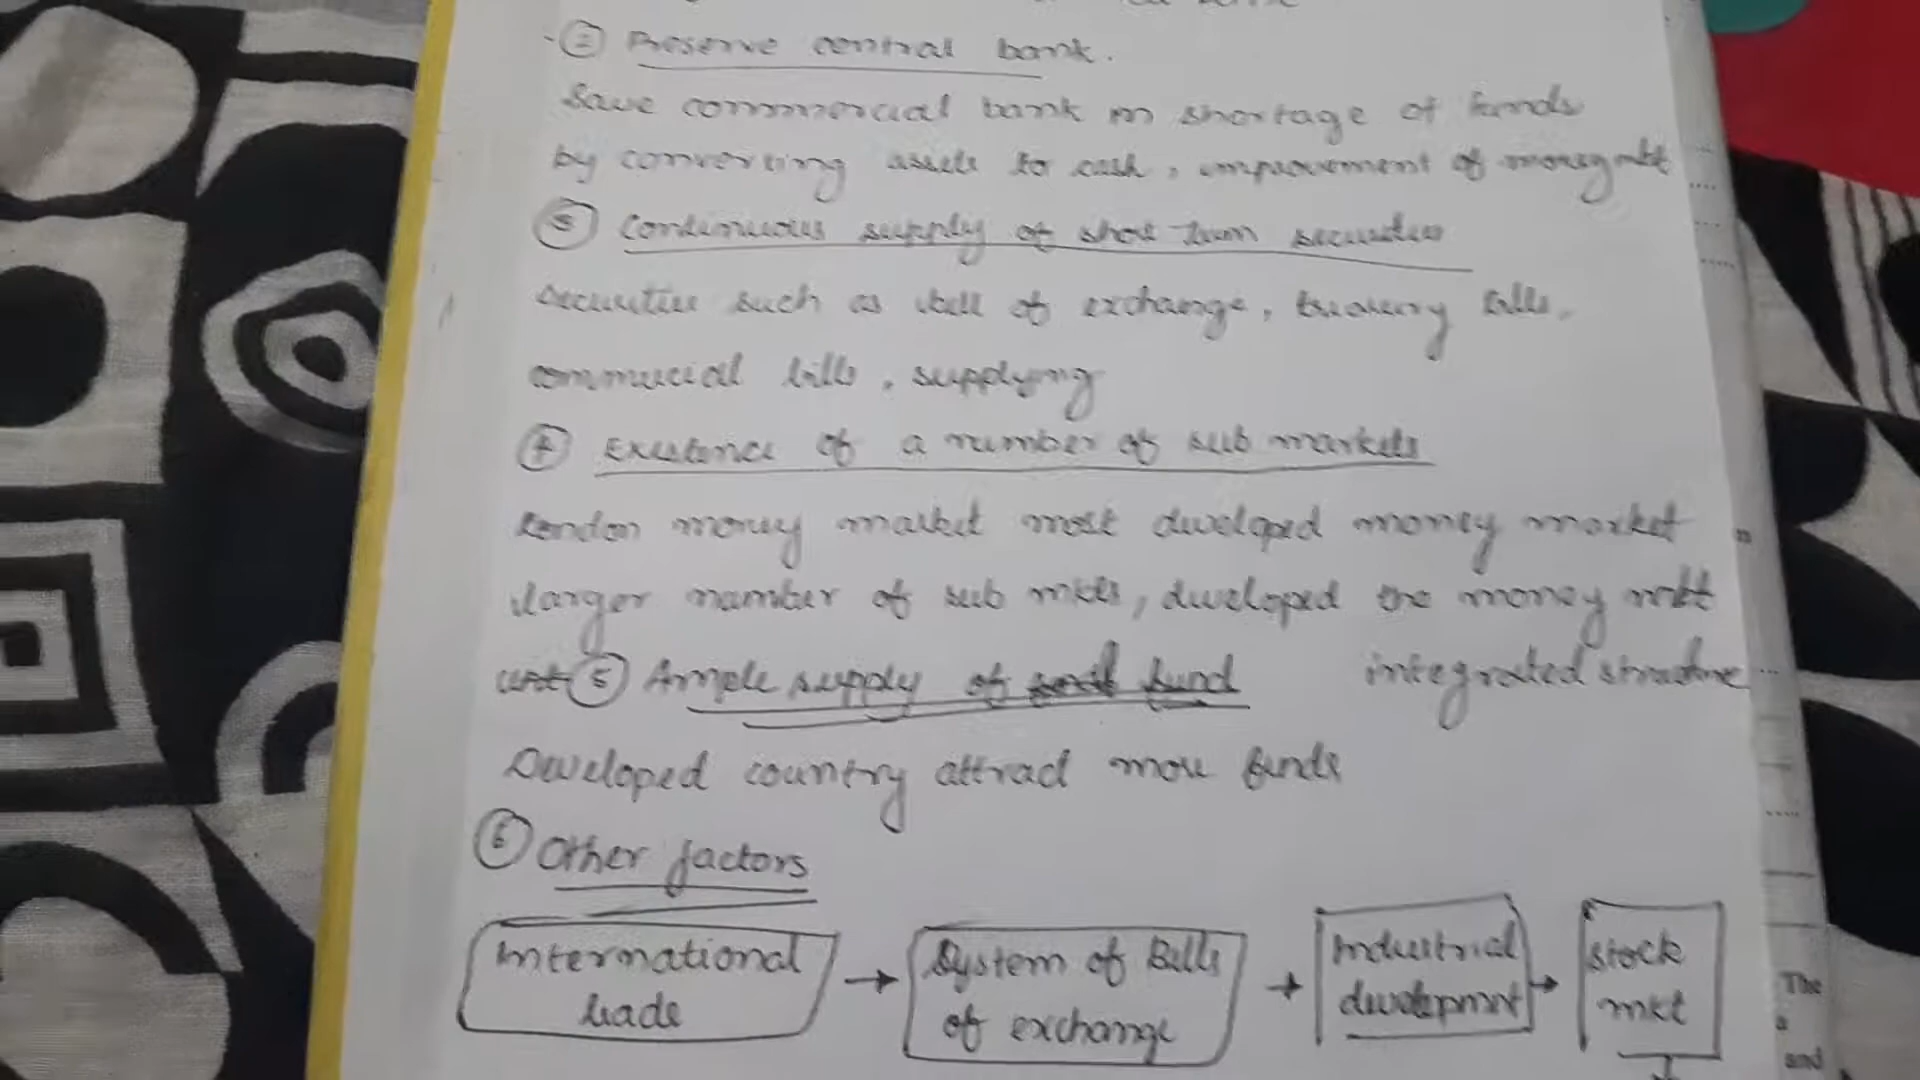 ② Preserve central bank.
Save commercial bank in shortage of funds
by converting assets to cash, improvement of money mkt
③ Continuous supply of short term securities
Securities such as bill of exchange, treasury bills,
commercial bills, supplying
④ Existence of a number of sub markets
London money market most developed money market
larger number of sub mkts, developed the money mkt
integrated structure
⑤ Ample supply of fund
Developed country attract more funds
⑥ Other factors
International trade → System of Bills of exchange → Industrial development → stock mkt
The
a
and